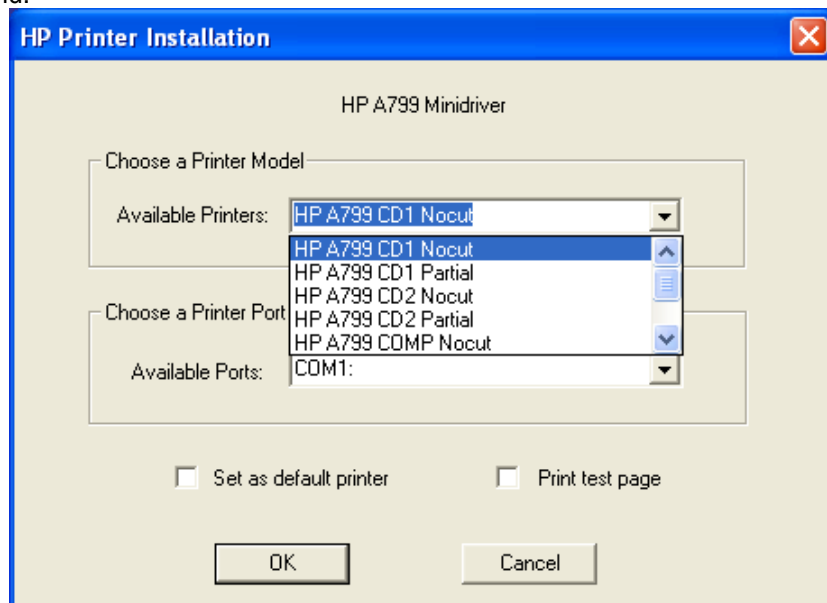 HP Printer Installation
HP A799 Minidriver
Choose a Printer Model
Available Printers: HP A799 CD1 Nocut
HP A799 CD1 Nocut
HP A799 CD1 Partial
HP A799 CD2 Nocut
HP A799 CD2 Partial
HP A799 COMP Nocut
Choose a Printer Port
Available Ports: COM1:
Set as default printer Print test page
OK Cancel